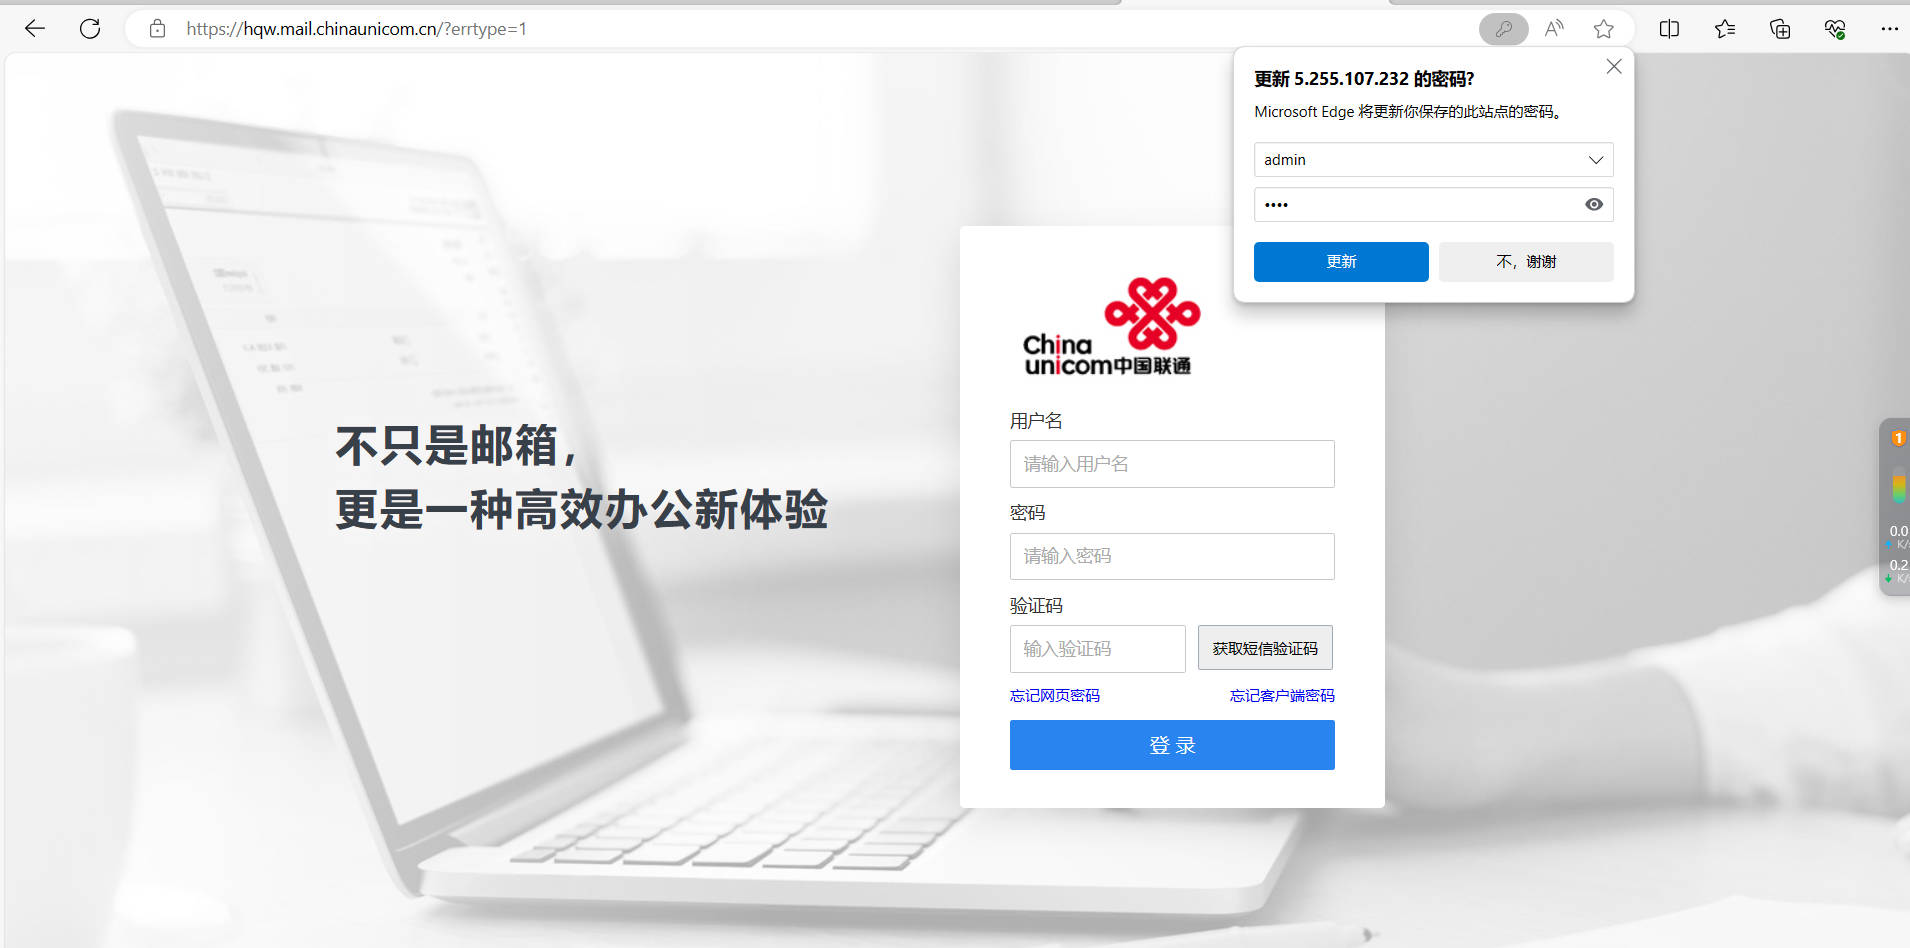 https://hqw.mail.chinaunicom.cn/?errtype=1
更新 5.255.107.232 的密码?
Microsoft Edge 将更新你保存的此站点的密码。
admin
••••
更新
不，谢谢
China
unicom中国联通
不只是邮箱，
更是一种高效办公新体验
用户名
请输入用户名
密码
请输入密码
验证码
输入验证码
获取短信验证码
忘记网页密码
忘记客户端密码
登 录
1
0.0
K/
0.2
K/